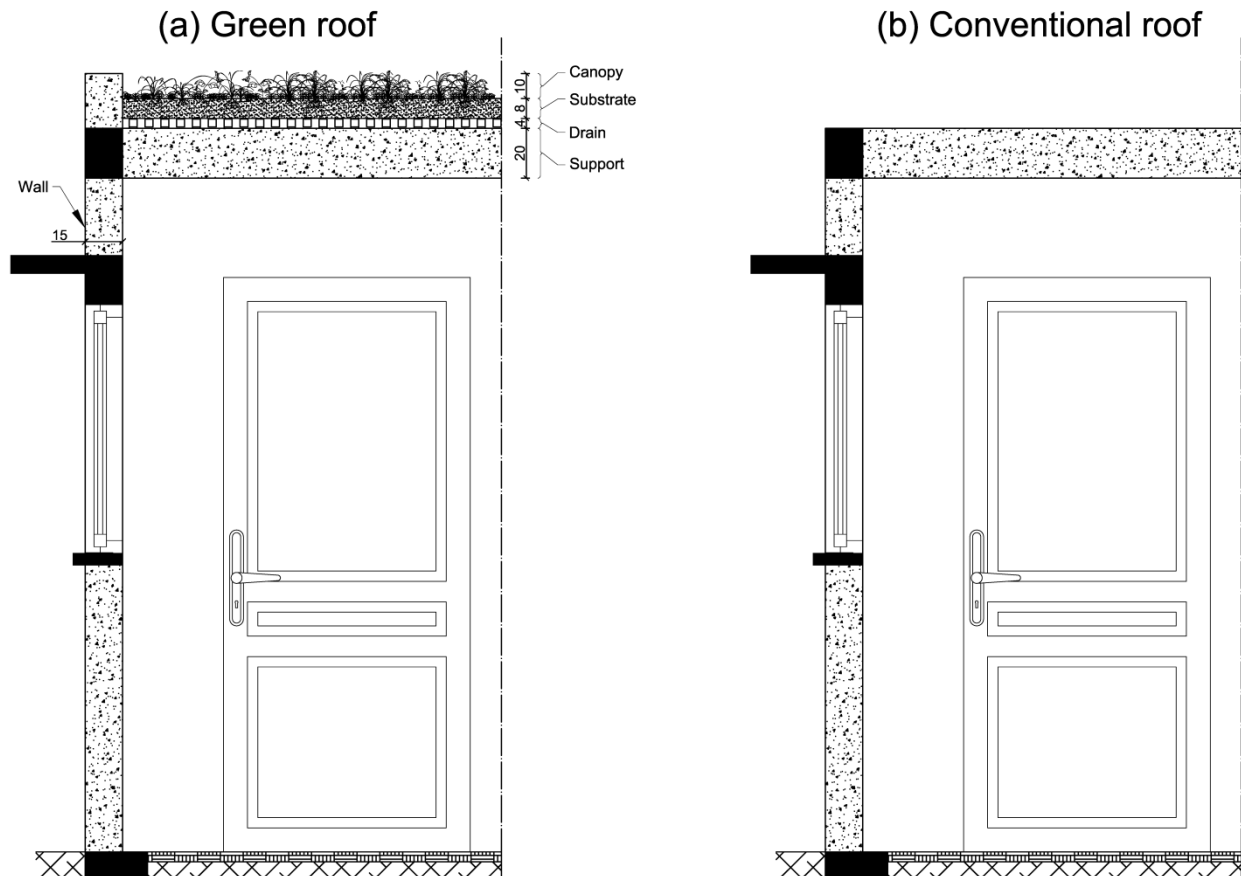 (a) Green roof
(b) Conventional roof
10
Canopy
8
Substrate
4
Drain
20
Support
Wall
15